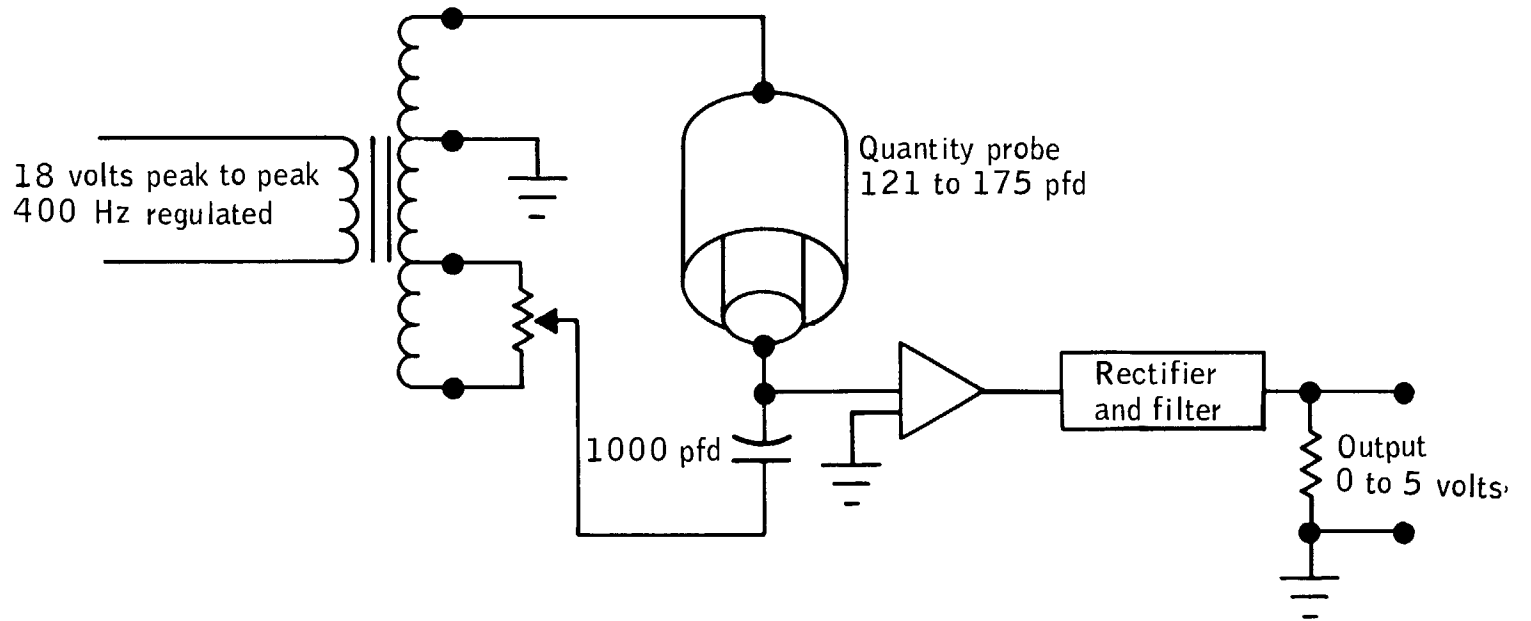 18 volts peak to peak
400 Hz regulated
Quantity probe
121 to 175 pfd
1000 pfd
Rectifier
and filter
Output
0 to 5 volts